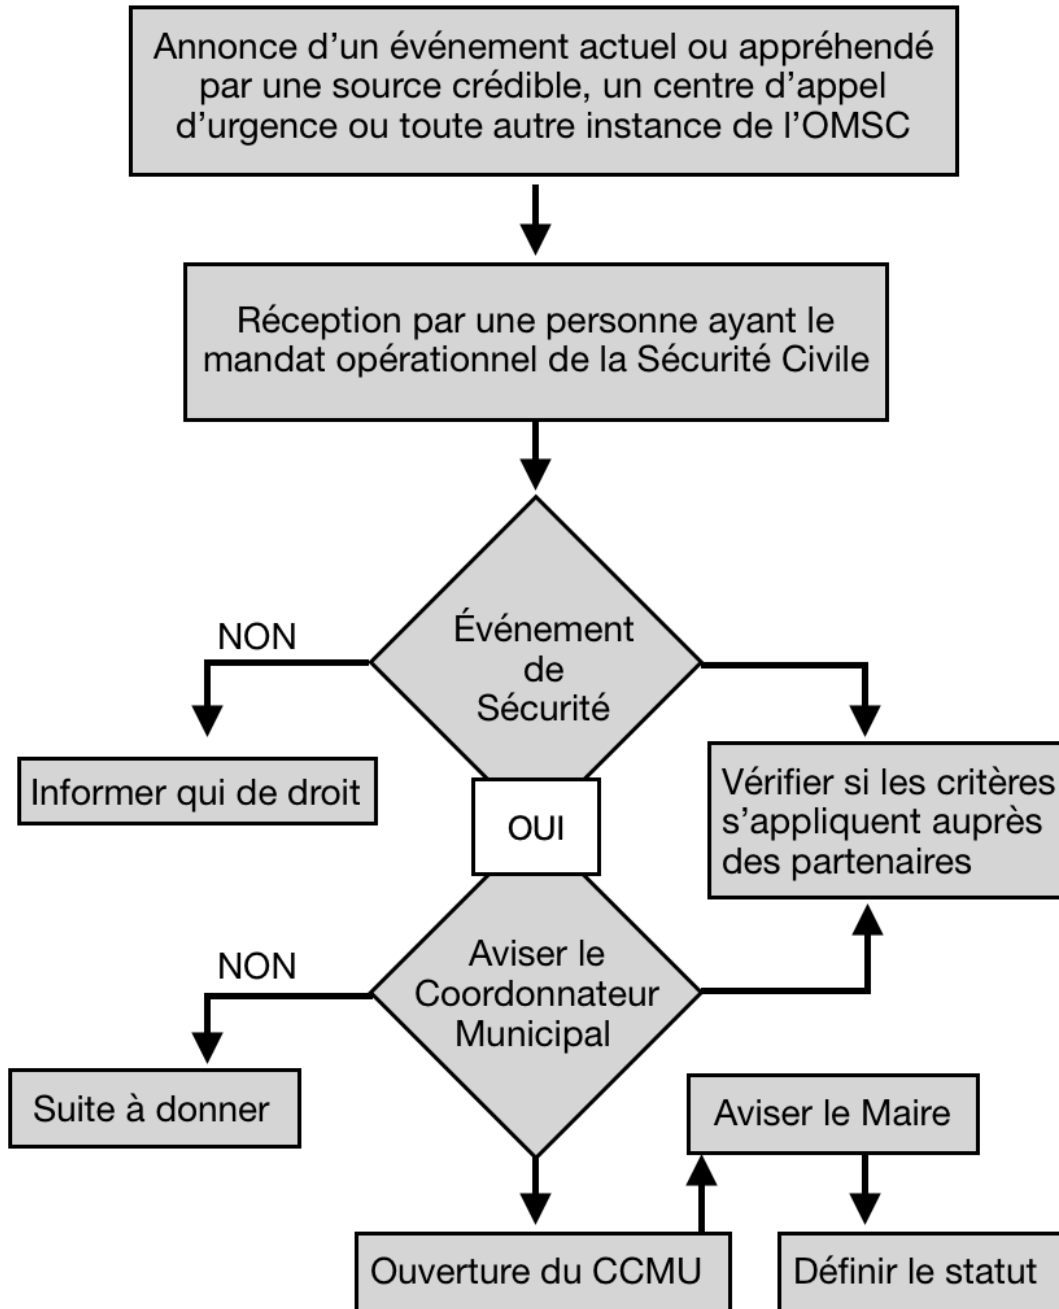 Annonce d’un événement actuel ou appréhendé
par une source crédible, un centre d’appel
d’urgence ou toute autre instance de l’OMSC
Réception par une personne ayant le
mandat opérationnel de la Sécurité Civile
Événement
de
Sécurité
NON
Informer qui de droit
OUI
Vérifier si les critères
s’appliquent auprès
des partenaires
Aviser le
Coordonnateur
Municipal
NON
Suite à donner
Aviser le Maire
Ouverture du CCMU
Définir le statut